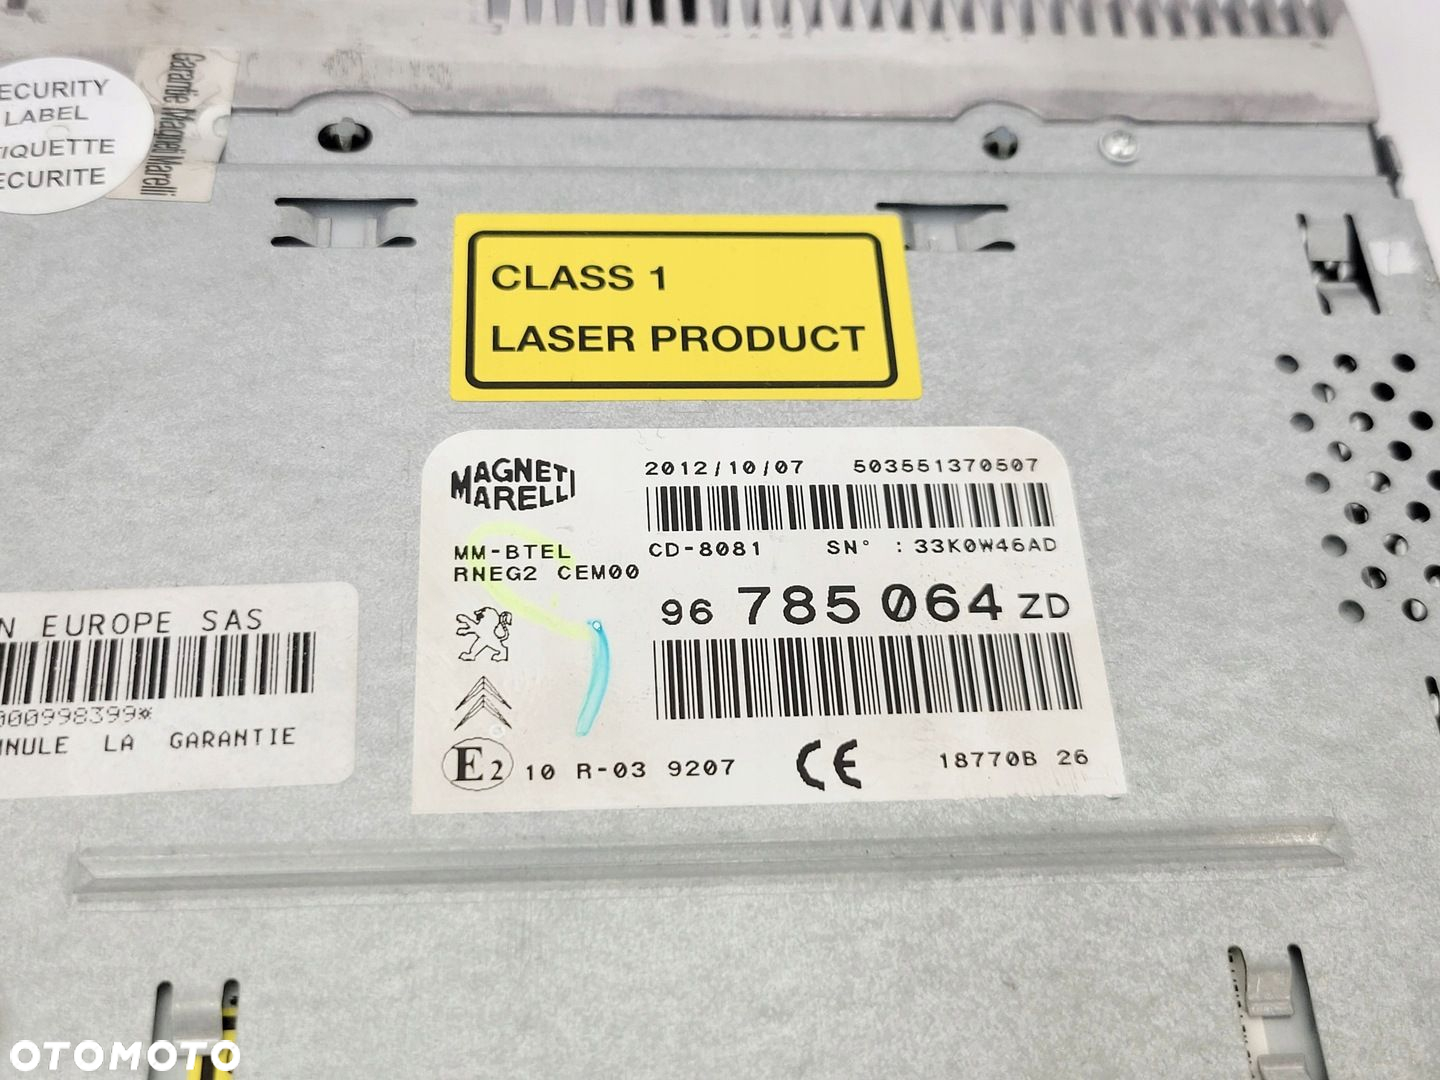 ECURITY
LABEL
IQUETTE
ECURITE
Garantie Magneti Marelli
CLASS 1
LASER PRODUCT
MAGNETI
MARELLI
2012/10/07 503551370507
MM-BTEL CD-8081 SN° : 33K0W46AD
RNEG2 CEM00
96 785 064 ZD
E2 10 R-03 9207 CE 18770B 26
N EUROPE SAS
000998399*
NNULE LA GARANTIE
OTOMOTO